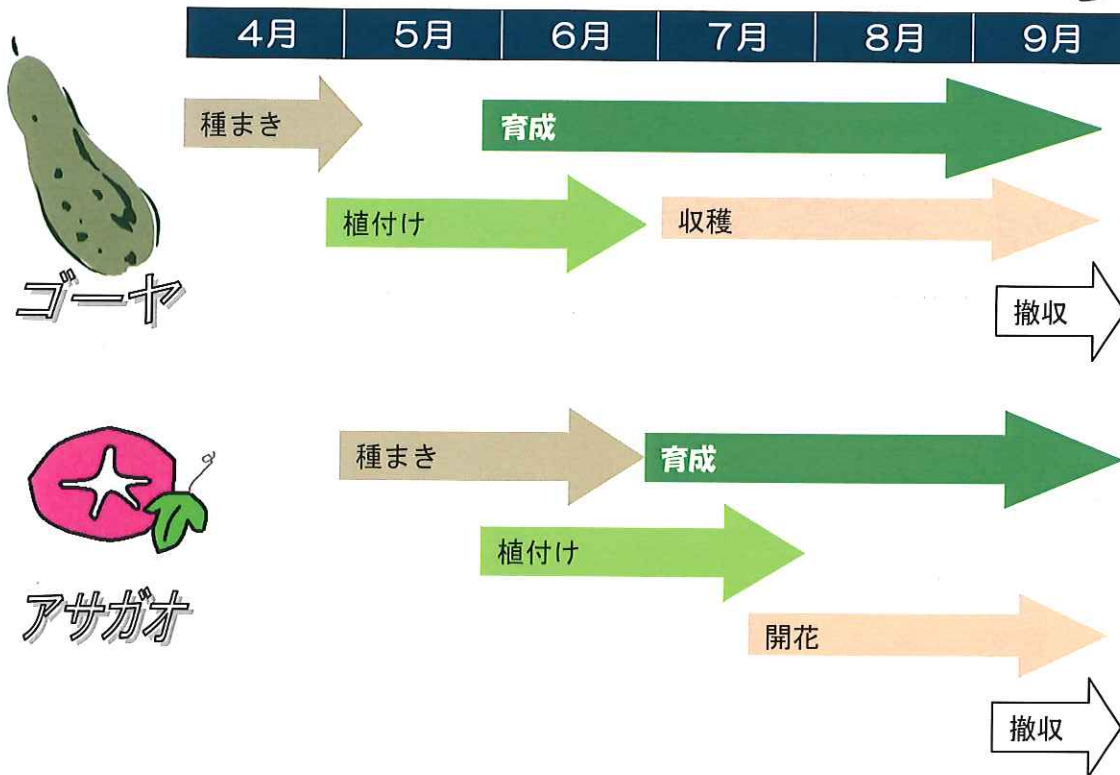 4月 5月 6月 7月 8月 9月
種まき 育成
植付け 収穫
ゴーヤ
撤収
種まき 育成
植付け
アサガオ
開花
撤収